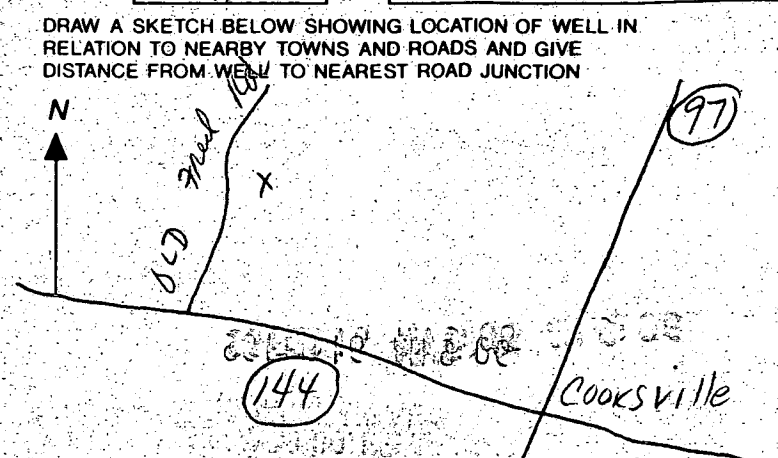 DRAW A SKETCH BELOW SHOWING LOCATION OF WELL IN
RELATION TO NEARBY TOWNS AND ROADS AND GIVE
DISTANCE FROM WELL TO NEAREST ROAD JUNCTION
N
OLD Fred Rd
X
97
144
Cooksville